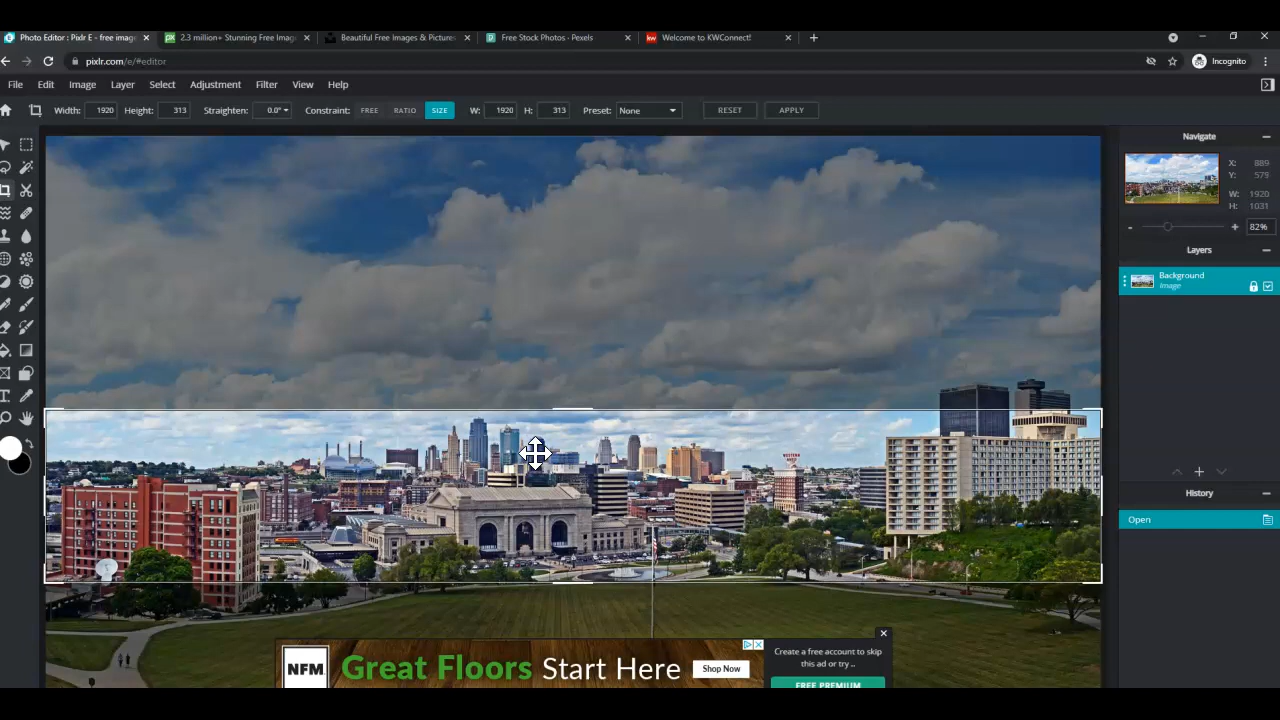 Photo Editor : Pixlr E - free imag
2.3 million+ Stunning Free Imag
Beautiful Free Images & Pictures
Free Stock Photos · Pexels
Welcome to KWConnect!
pixlr.com/e/#editor
Incognito
File Edit Image Layer Select Adjustment Filter View Help
Width: 1920 Height: 313 Straighten: 0.0° Constraint: FREE RATIO SIZE W: 1920 H: 313 Preset: None RESET APPLY
Navigate
X: 889
Y: 575
W: 1920
H: 1031
82%
Layers
Background
Image
History
Open
WESTERN
NFM
Great Floors Start Here
Shop Now
Create a free account to skip
this ad or try ..
FREE PREMIUM